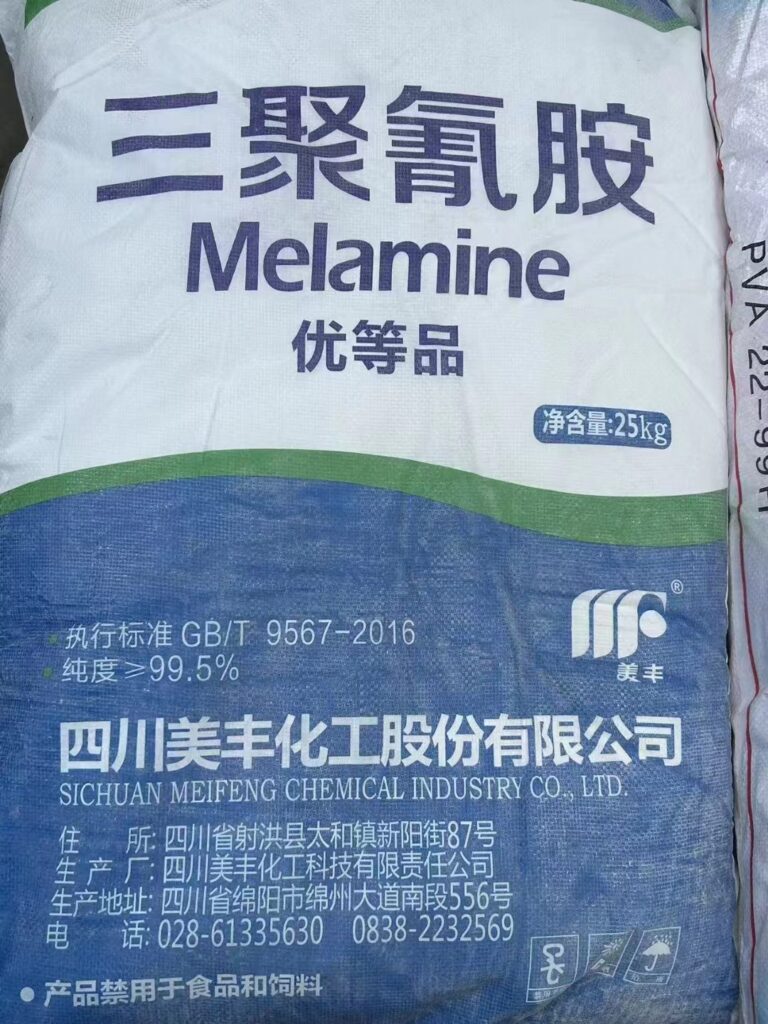 三聚氰胺
Melamine
优等品
净含量:25kg
PVA 22-99H
执行标准 GB/T 9567-2016
纯度≥99.5%
®
美丰
四川美丰化工股份有限公司
SICHUAN MEIFENG CHEMICAL INDUSTRY CO., LTD.
住 所: 四川省射洪县太和镇新阳街87号
生 产 厂: 四川美丰化工科技有限责任公司
生产地址: 四川省绵阳市绵州大道南段556号
电 话: 028-61335630 0838-2232569
产品禁用于食品和饲料